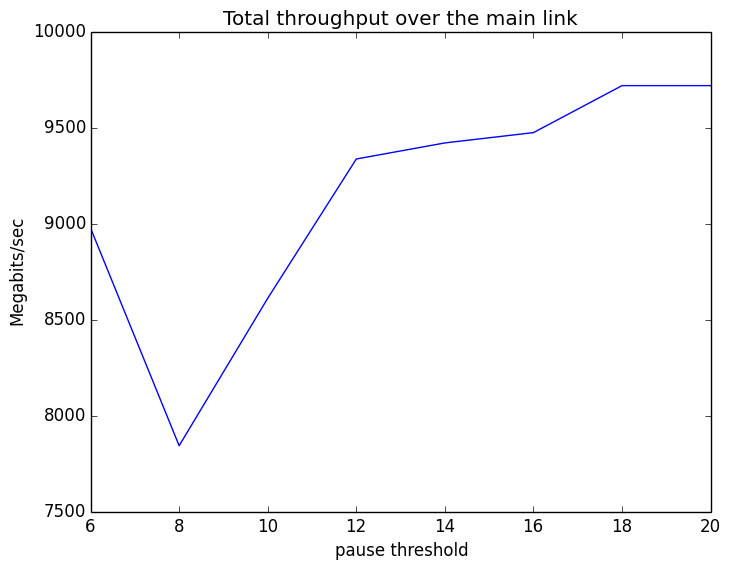 Total throughput over the main link
10000
9500
9000
8500
8000
7500
Megabits/sec
6 8 10 12 14 16 18 20
pause threshold